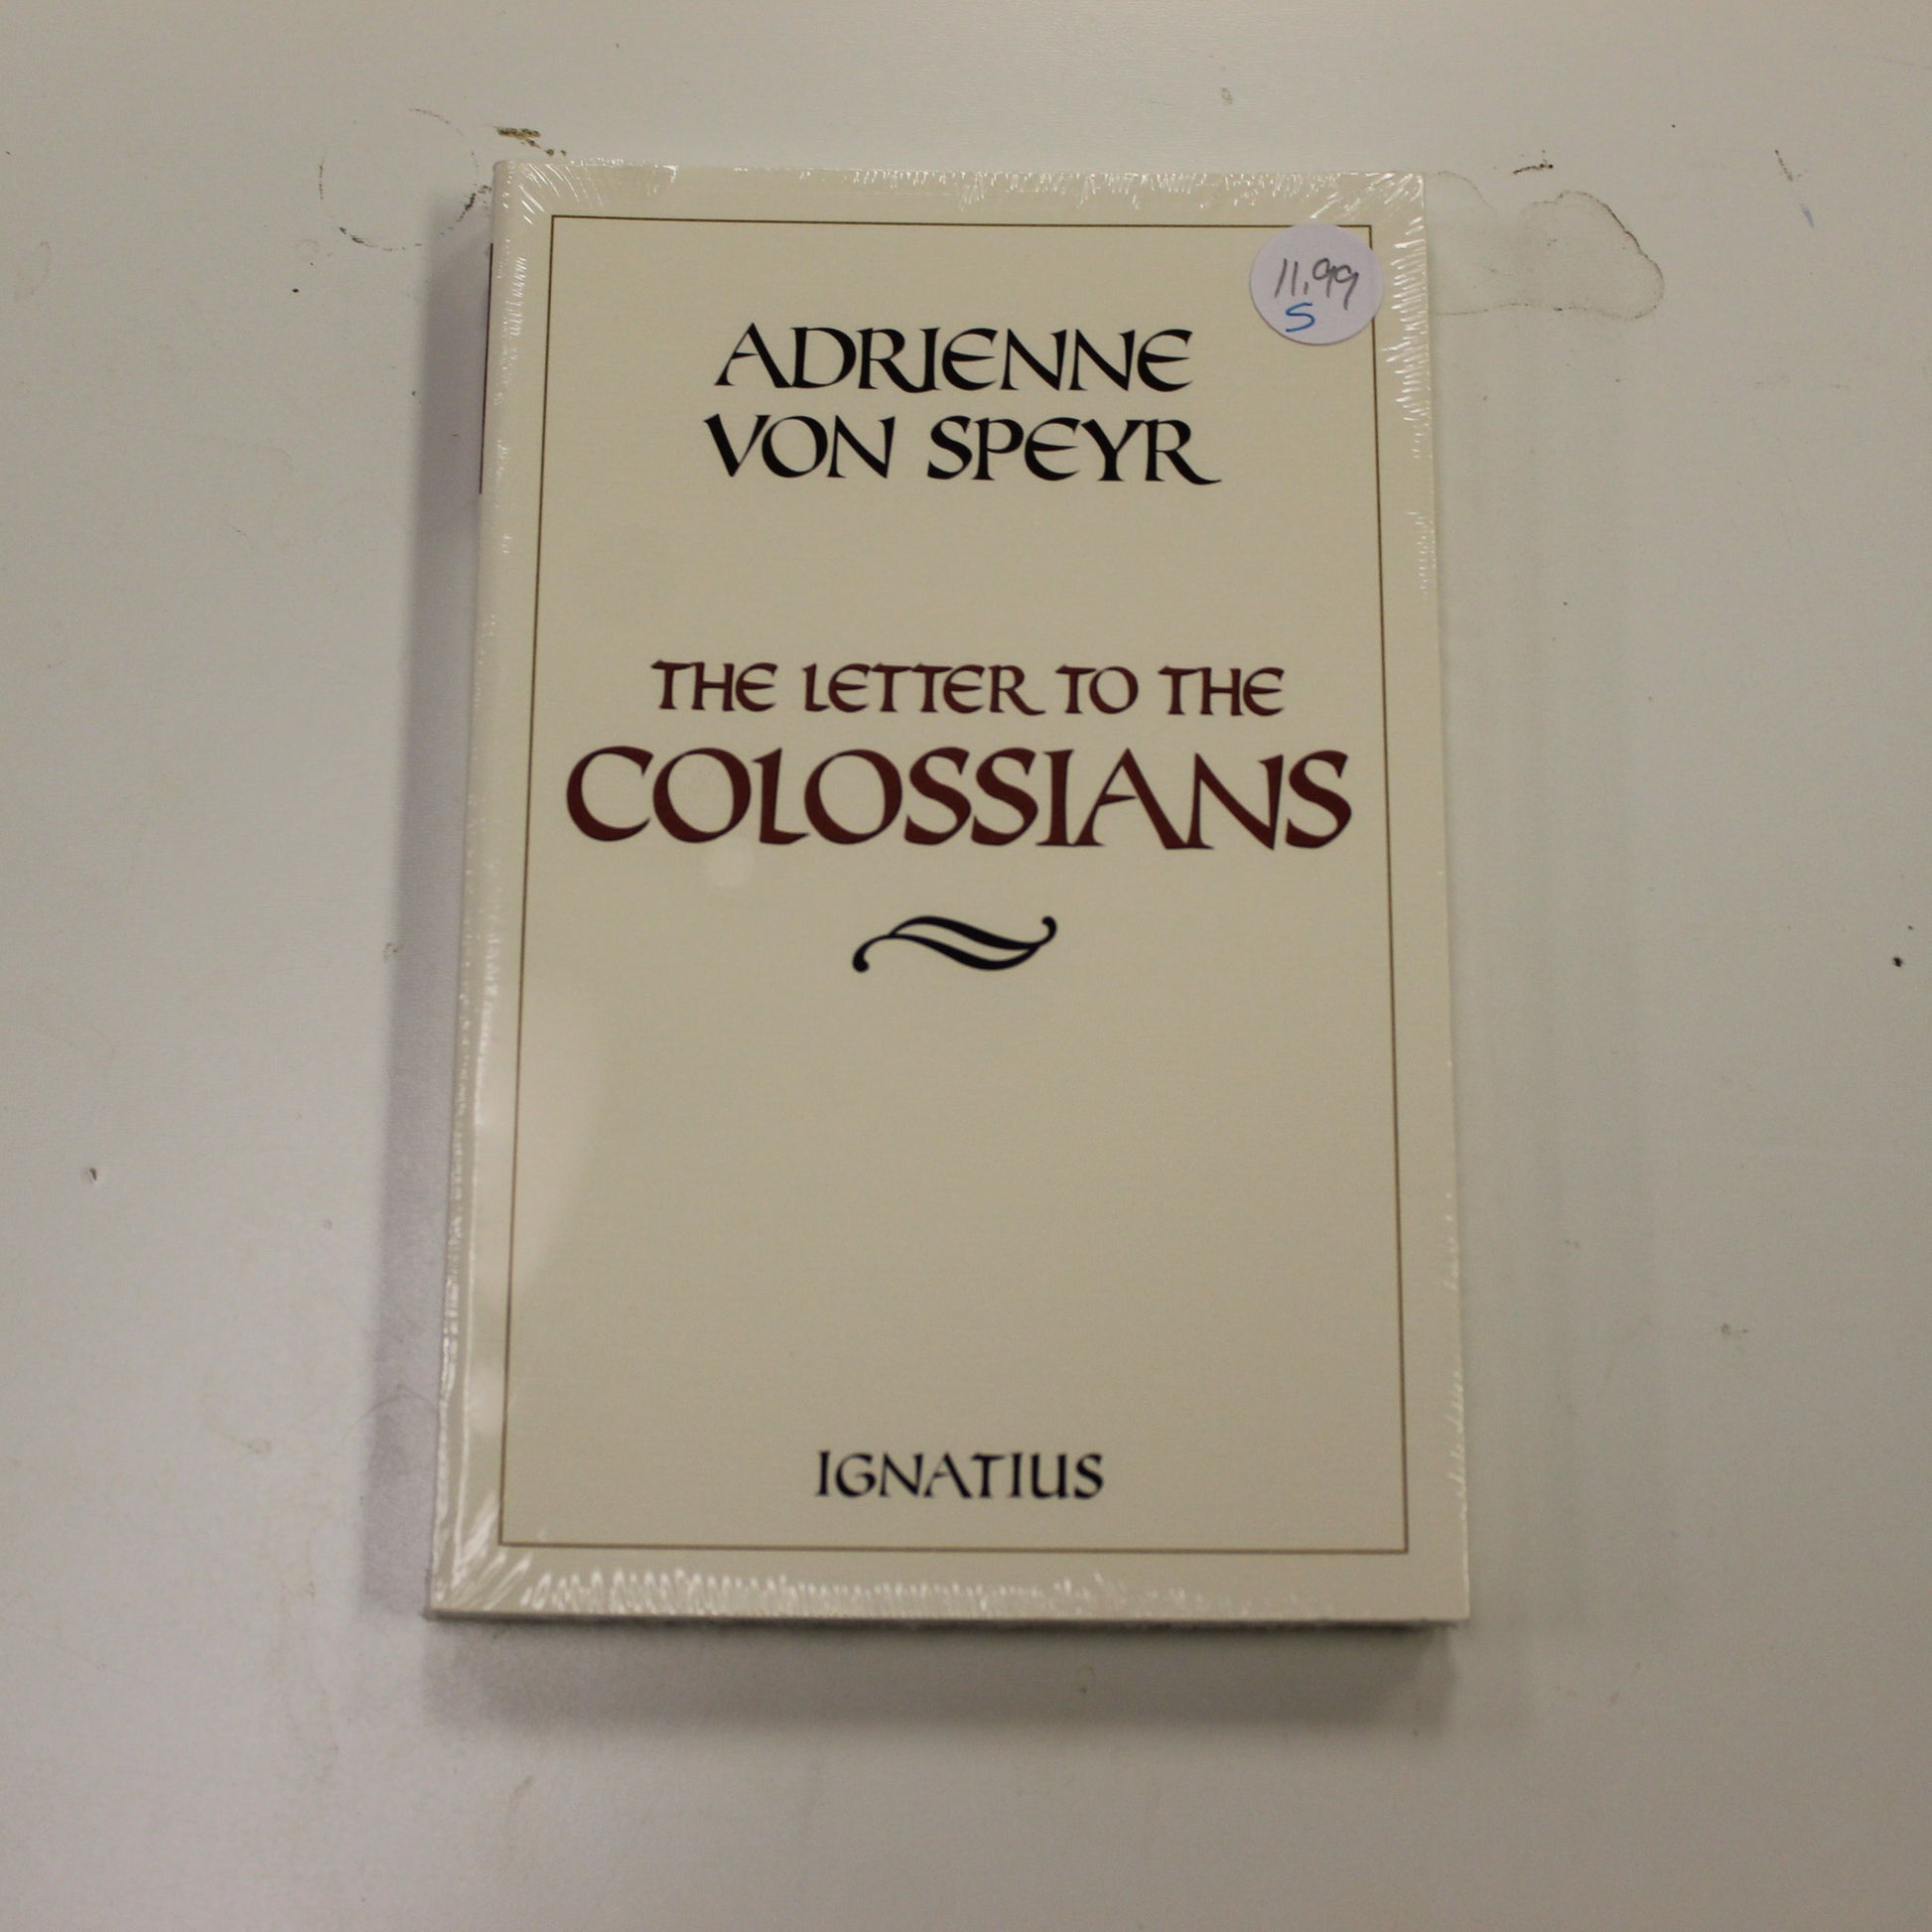 11.99
S
ADRIENNE
VON SPEYR
THE LETTER TO THE
COLOSSIANS
IGNATIUS